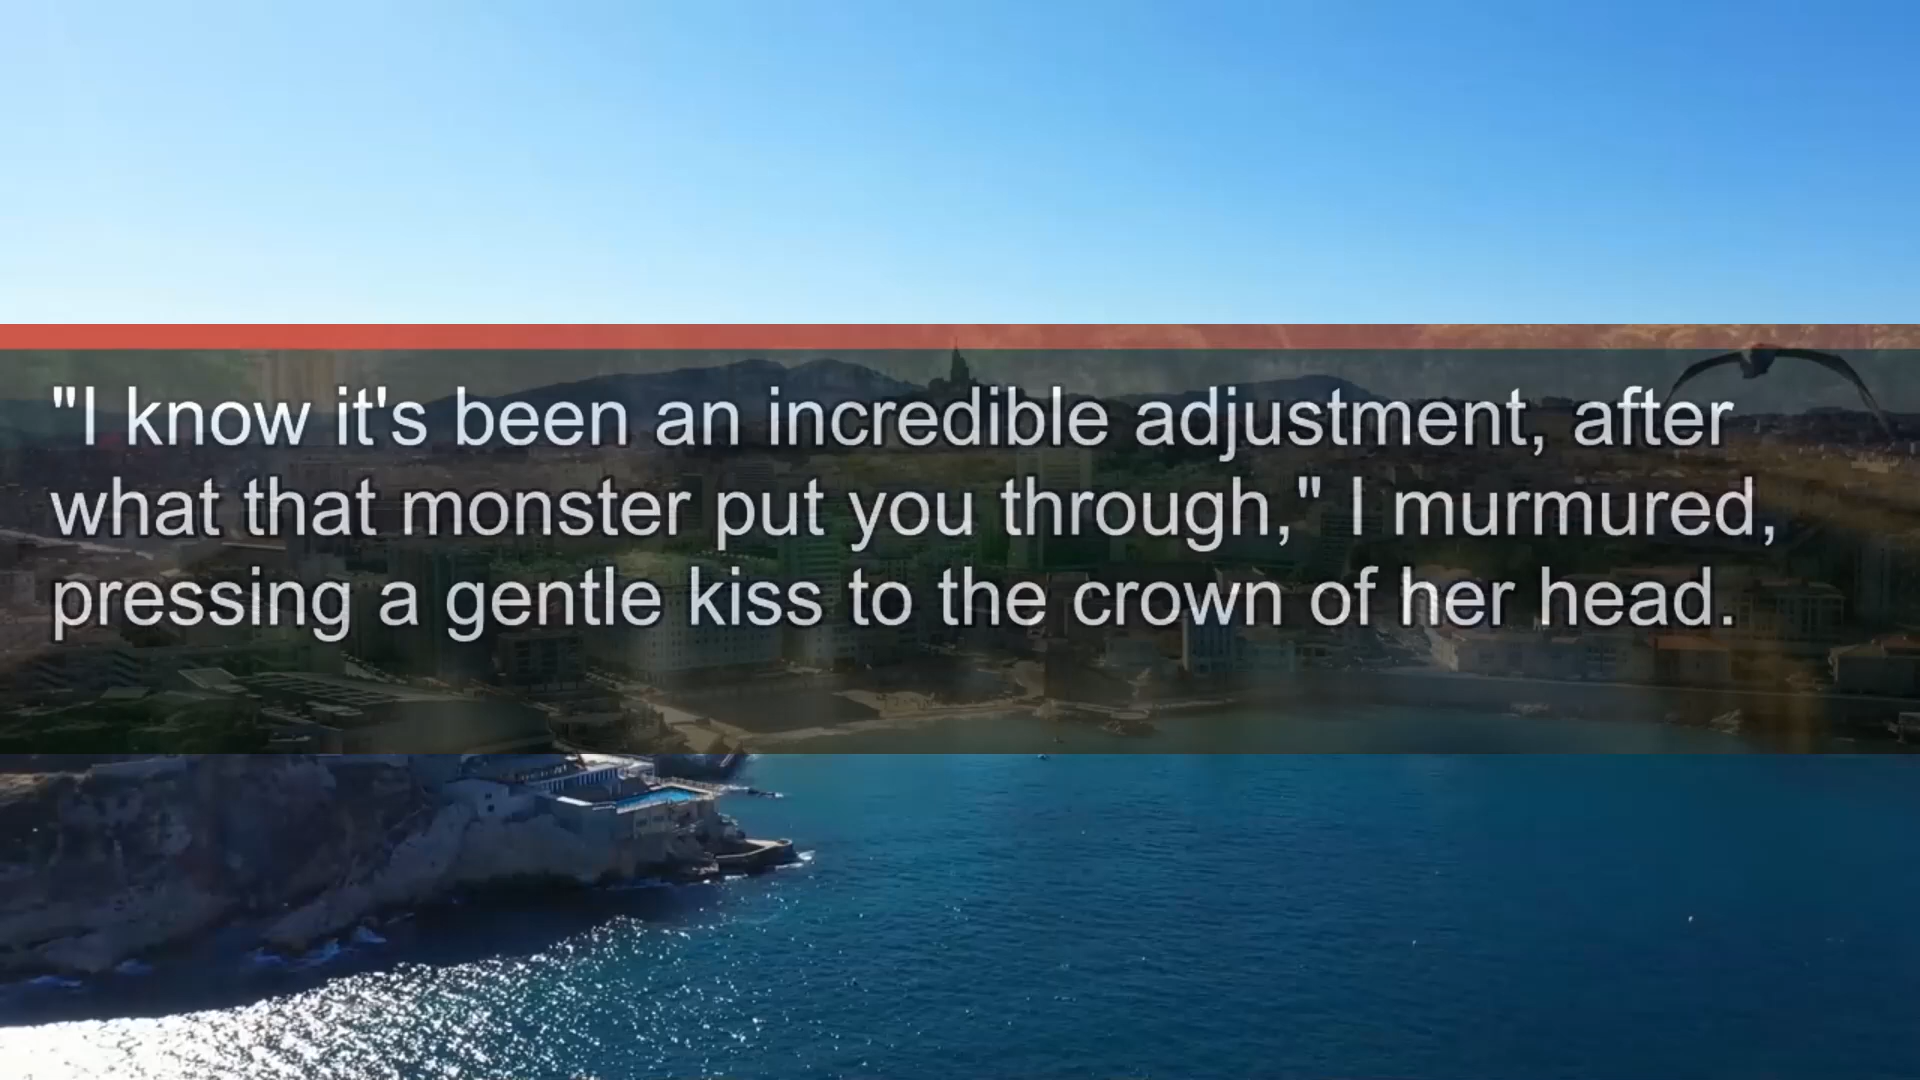 "I know it's been an incredible adjustment, after
what that monster put you through," I murmured,
pressing a gentle kiss to the crown of her head.